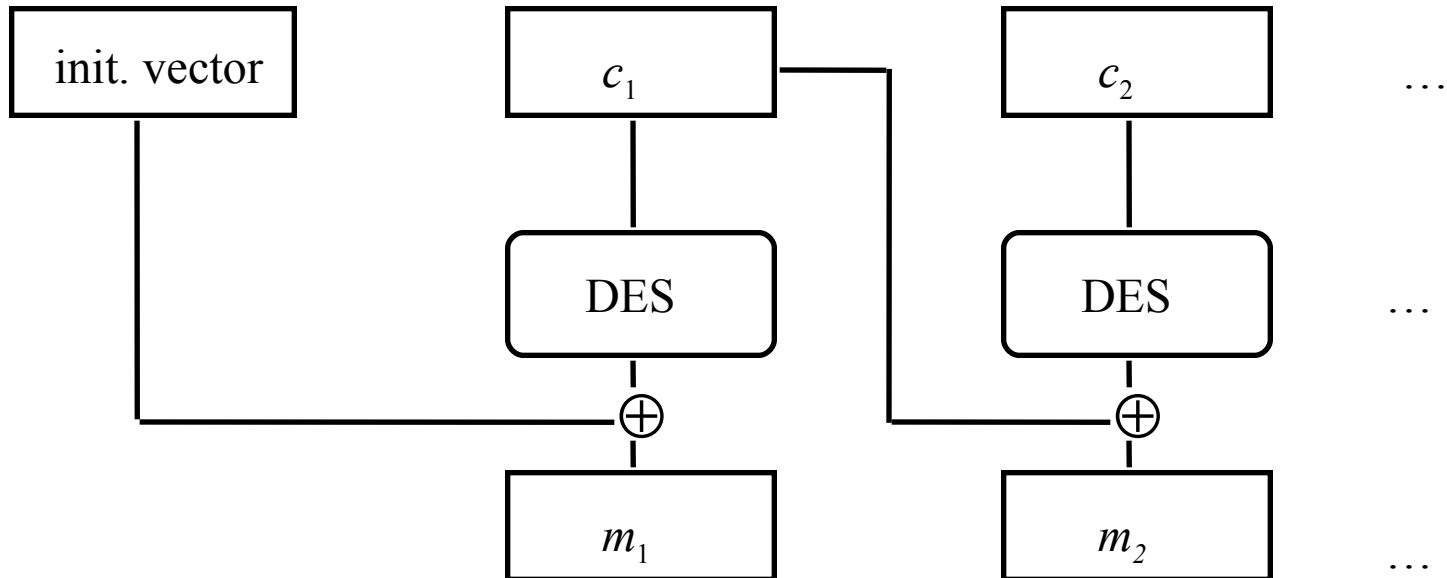 init. vector c₁ c₂ …
DES DES …
⊕ ⊕
m₁ m₂ …